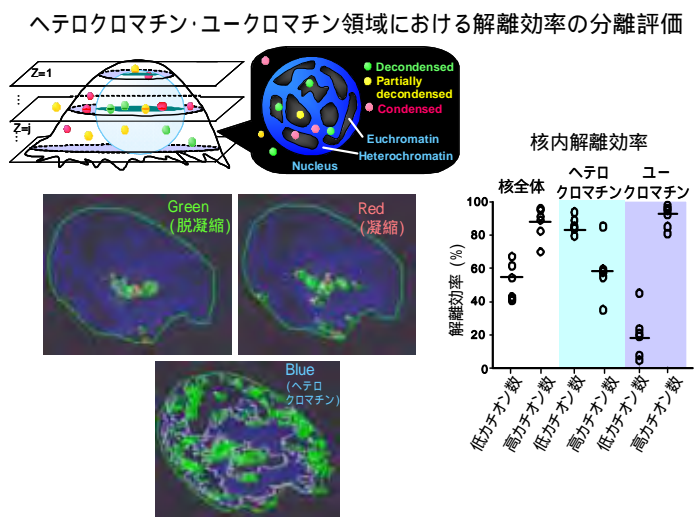 ヘテロクロマチン・ユークロマチン領域における解離効率の分離評価
Z=1
⋮
Z=j
⋮
Decondensed
Partially
decondensed
Condensed
Euchromatin
Heterochromatin
Nucleus
Green
(脱凝縮)
Red
(凝縮)
Blue
(ヘテロ
クロマチン)
核内解離効率
核全体
ヘテロ
クロマチン
ユー
クロマチン
解離効率 (%)
100
80
60
40
20
0
低カチオン数
高カチオン数
低カチオン数
高カチオン数
低カチオン数
高カチオン数